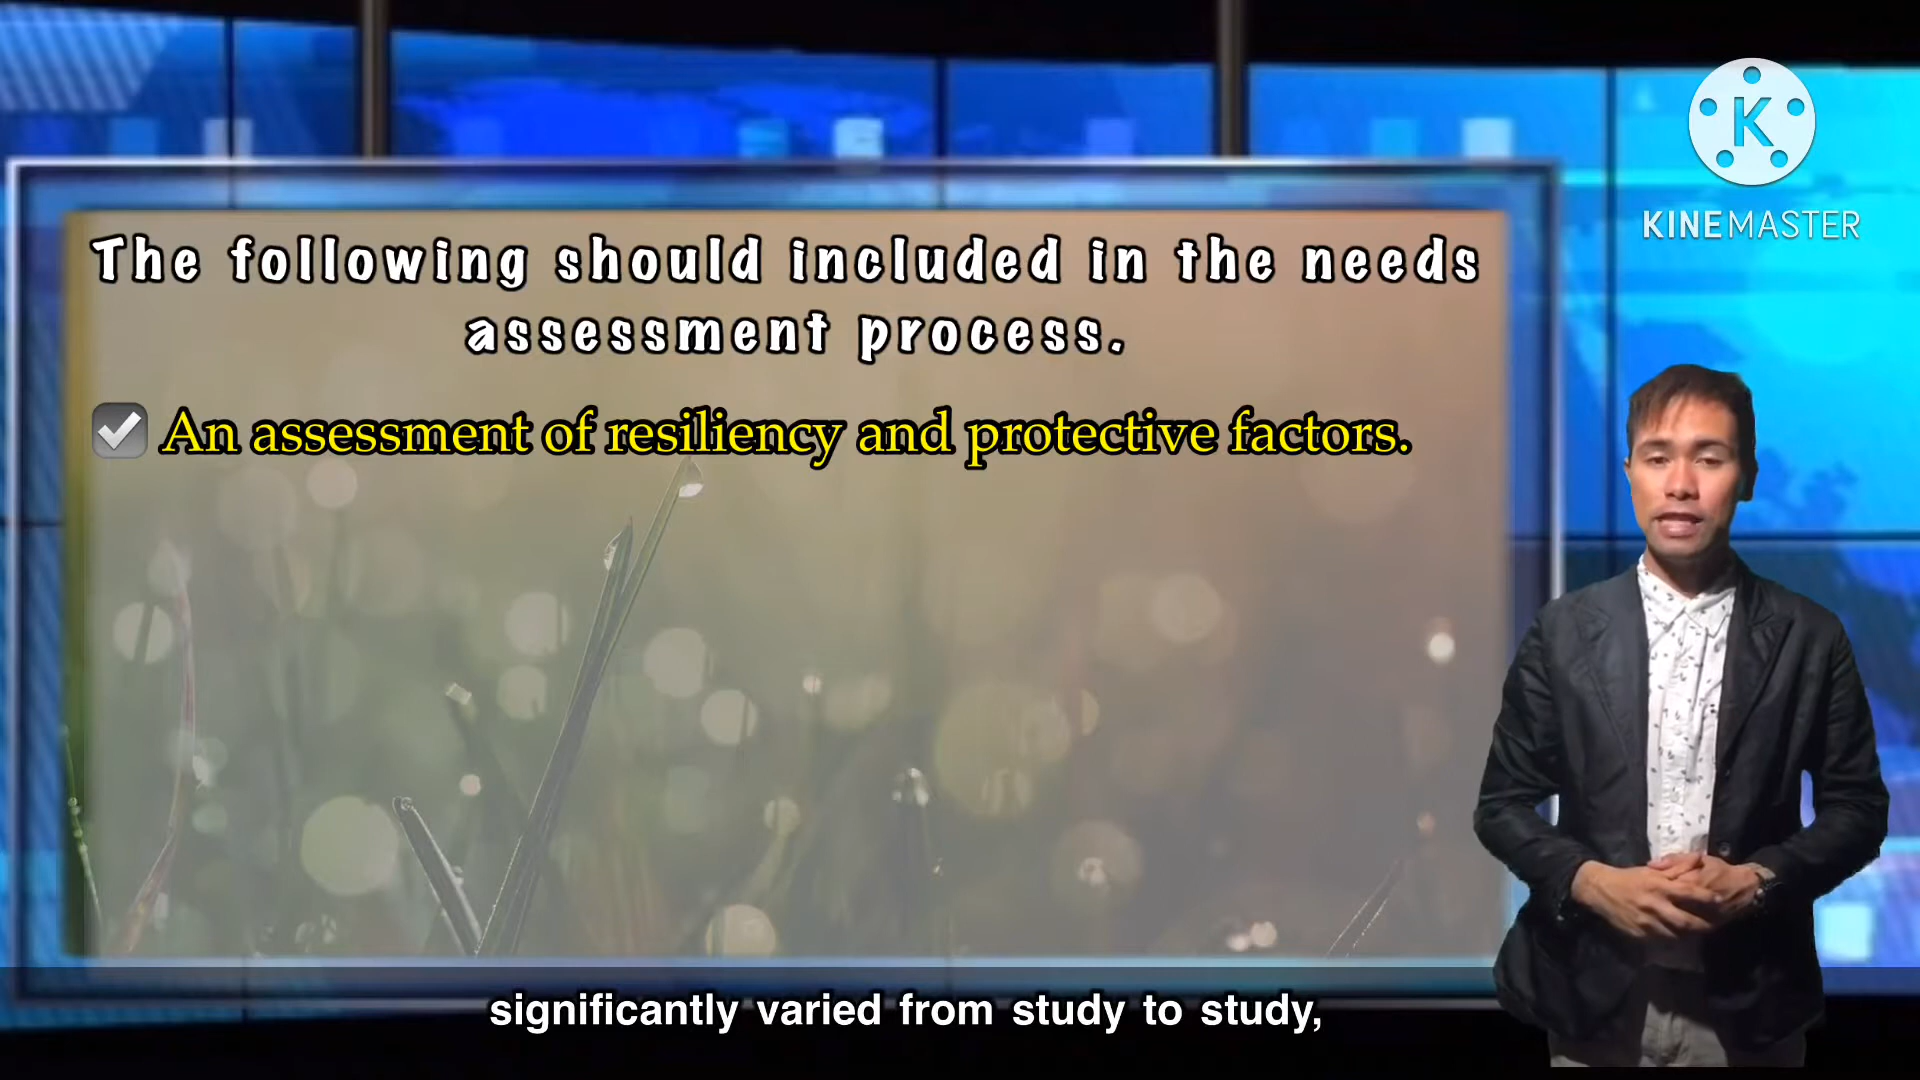 K
KINEMASTER
The following should included in the needs
assessment process.
An assessment of resiliency and protective factors.
significantly varied from study to study,